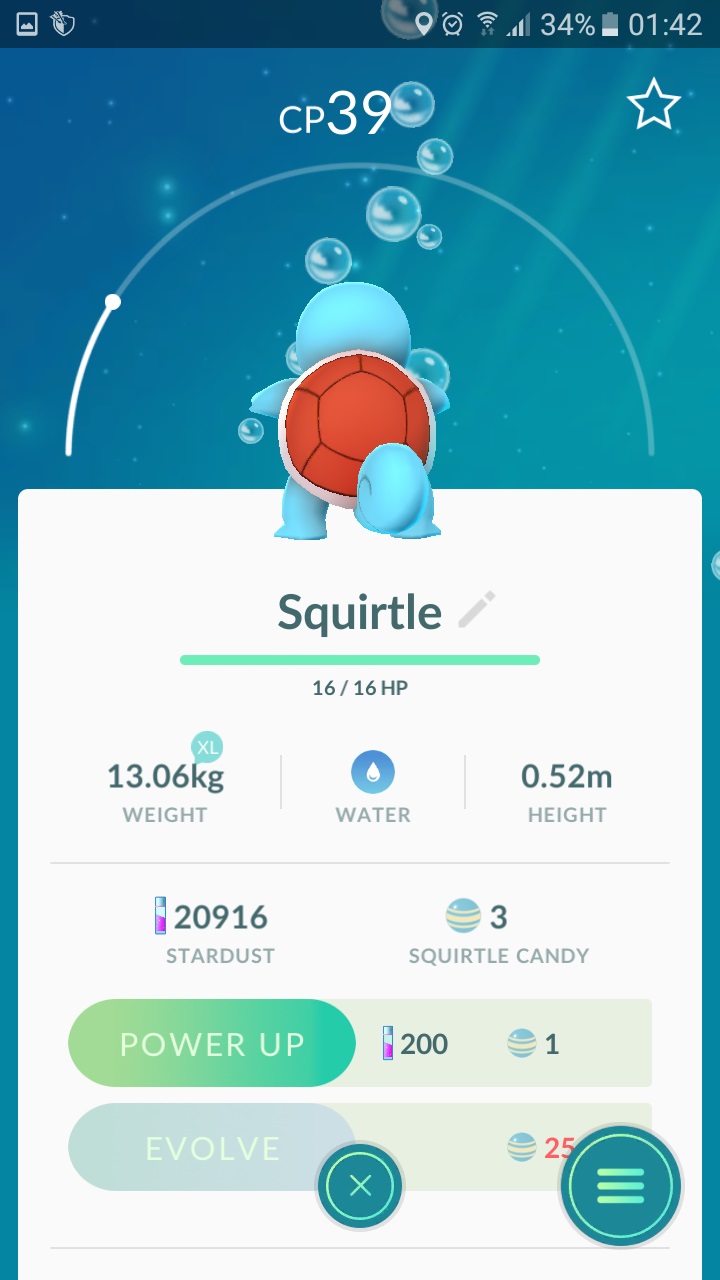 34% 01:42
CP39
Squirtle
16 / 16 HP
XL
13.06kg 0.52m
WEIGHT WATER HEIGHT
20916 3
STARDUST SQUIRTLE CANDY
POWER UP 200 1
EVOLVE 25